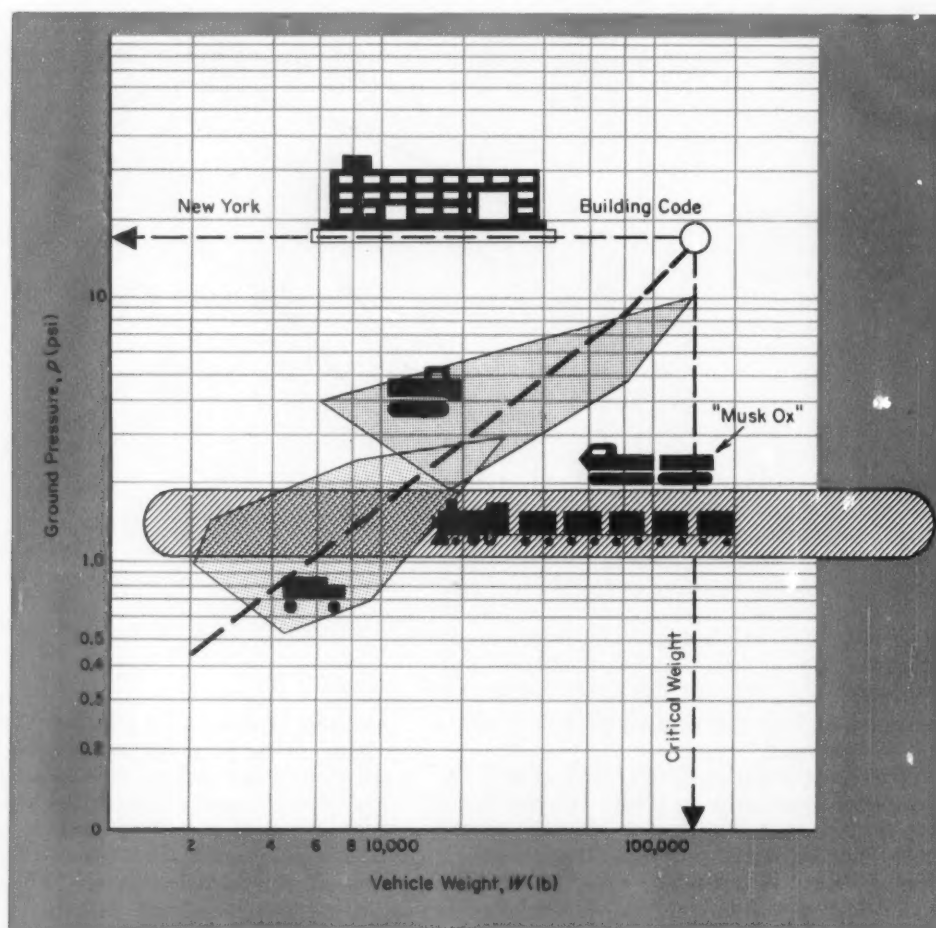 New York
Building Code
10
"Musk Ox"
Ground Pressure, p (psi)
1.0
0.5
0.4
0.3
0.2
0
Critical Weight
2
4
6
8
10,000
100,000
Vehicle Weight, W (lb)